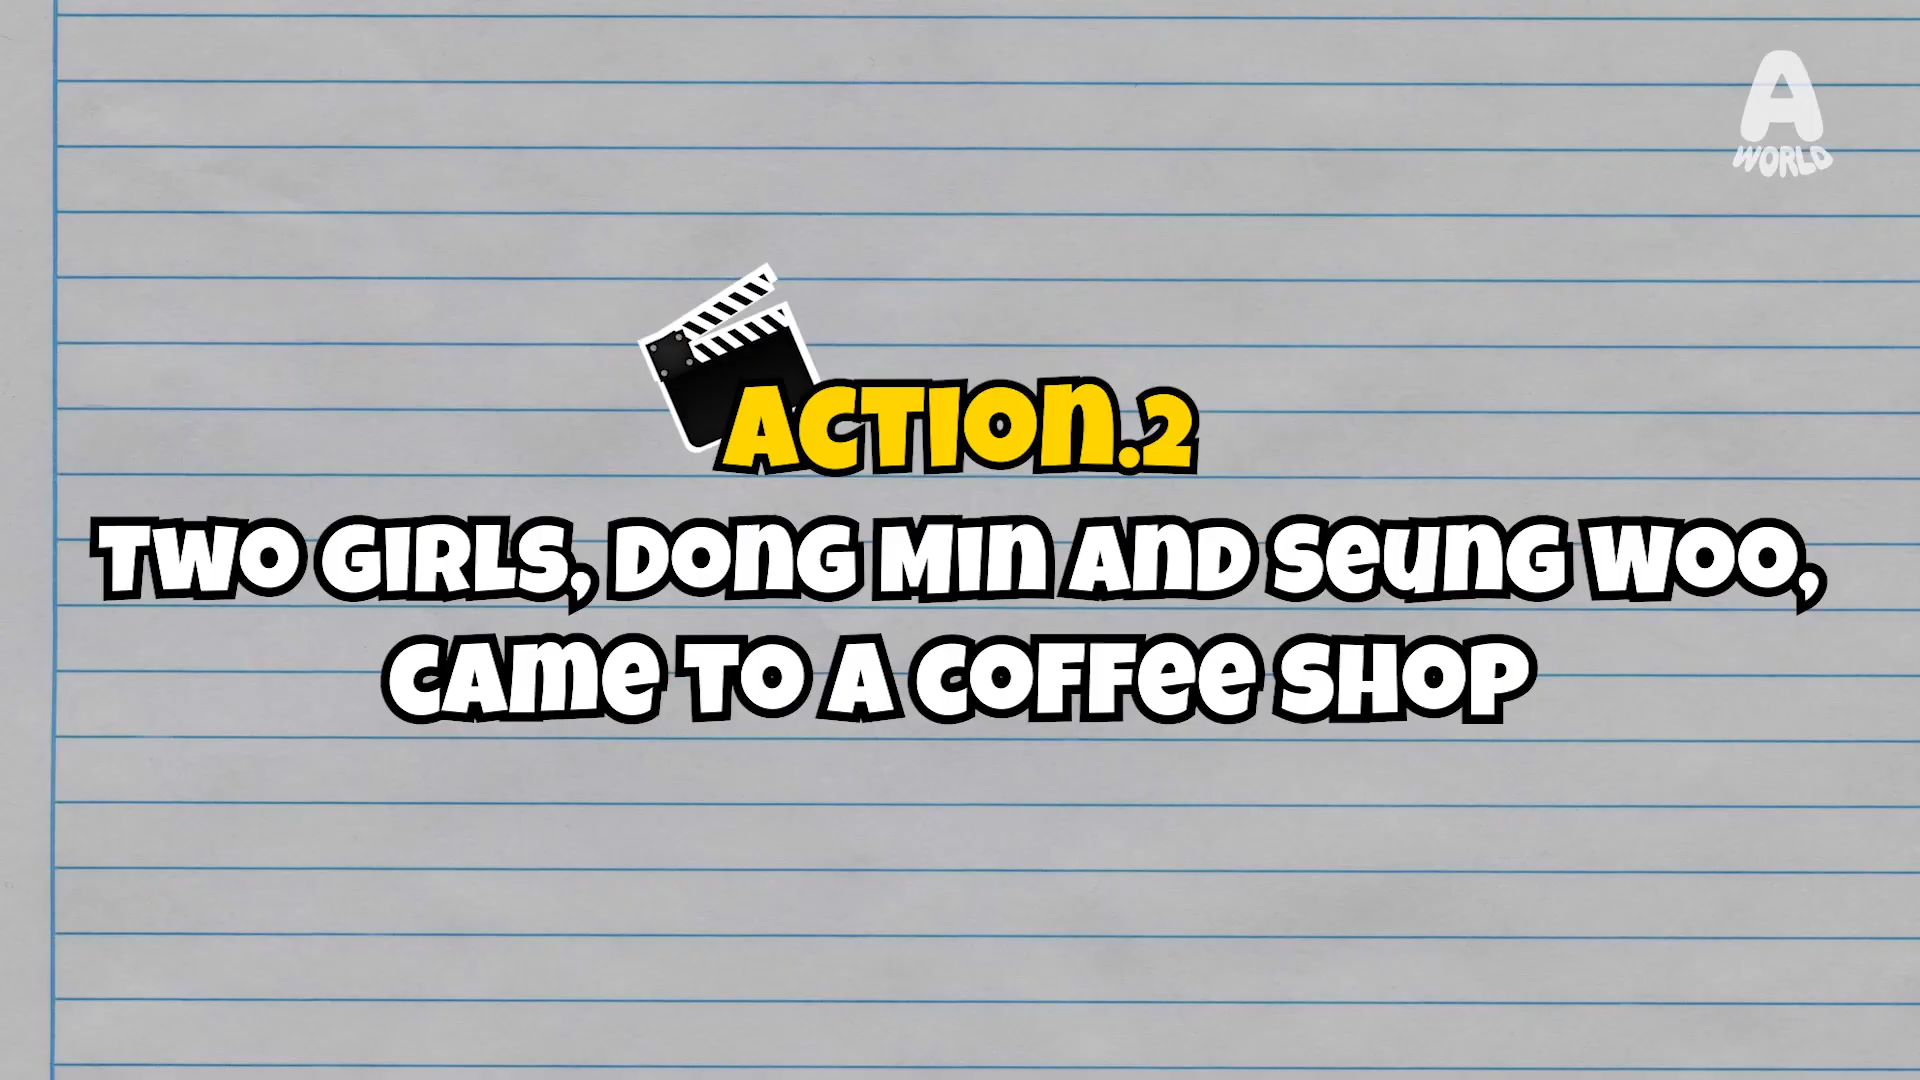 A
WORLD
ACTION.2
TWO GIRLS, DONG MIN AND SEUNG WOO,
CAME TO A COFFEE SHOP